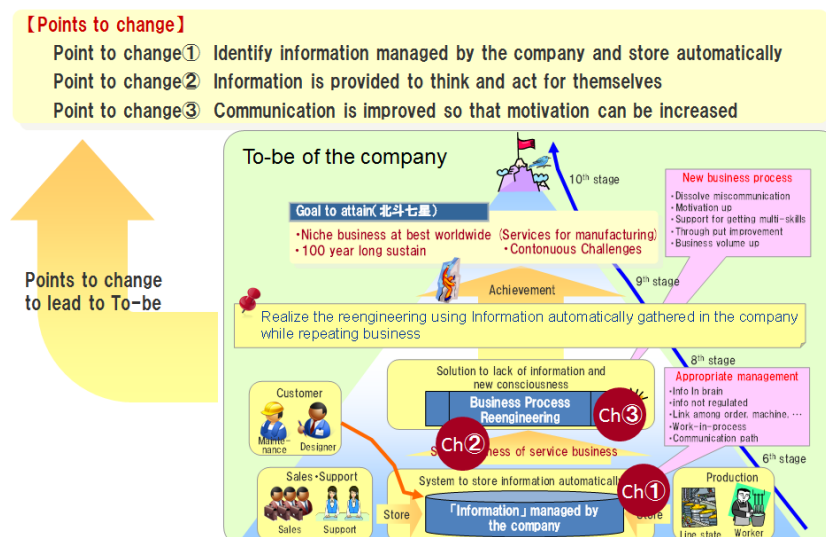 【Points to change】
Point to change① Identify information managed by the company and store automatically
Point to change② Information is provided to think and act for themselves
Point to change③ Communication is improved so that motivation can be increased
To-be of the company
10th stage
New business process
・Dissolve miscommunication
・Motivation up
・Support for getting multi-skills
・Through put improvement
・Business volume up
Goal to attain(北斗七星)
・Niche business at best worldwide (Services for manufacturing)
・100 year long sustain
・Contonuous Challenges
Points to change
to lead to To-be
Achievement
9th stage
Realize the reengineering using Information automatically gathered in the company
while repeating business
8th stage
Solution to lack of information and
new consciousness
Business Process
Reengineering
Ch③
Appropriate management
・Info In brain
・info not regulated
・Link among order, machine, …
・Work-in-process
・Communication path
Customer
Mainte-
nance
Designer
Ch②
of service business
6th stage
Sales・Support
Sales
Support
System to store information automatically
Ch①
Production
Store
「Information」 managed by
the company
Store
Line state
Worker